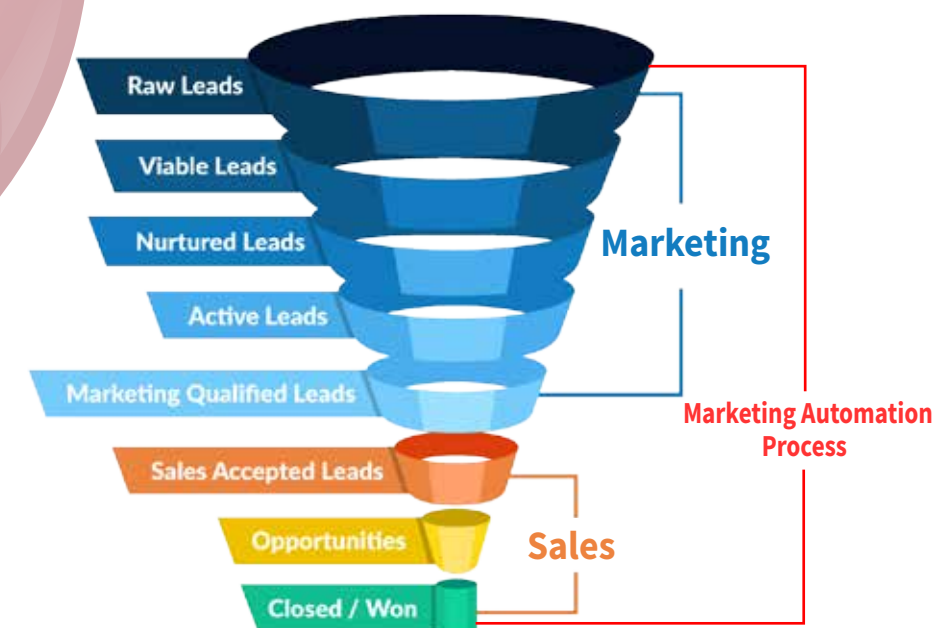 Raw Leads
Viable Leads
Nurtured Leads
Active Leads
Marketing Qualified Leads
Sales Accepted Leads
Opportunities
Closed / Won
Marketing
Sales
Marketing Automation
Process